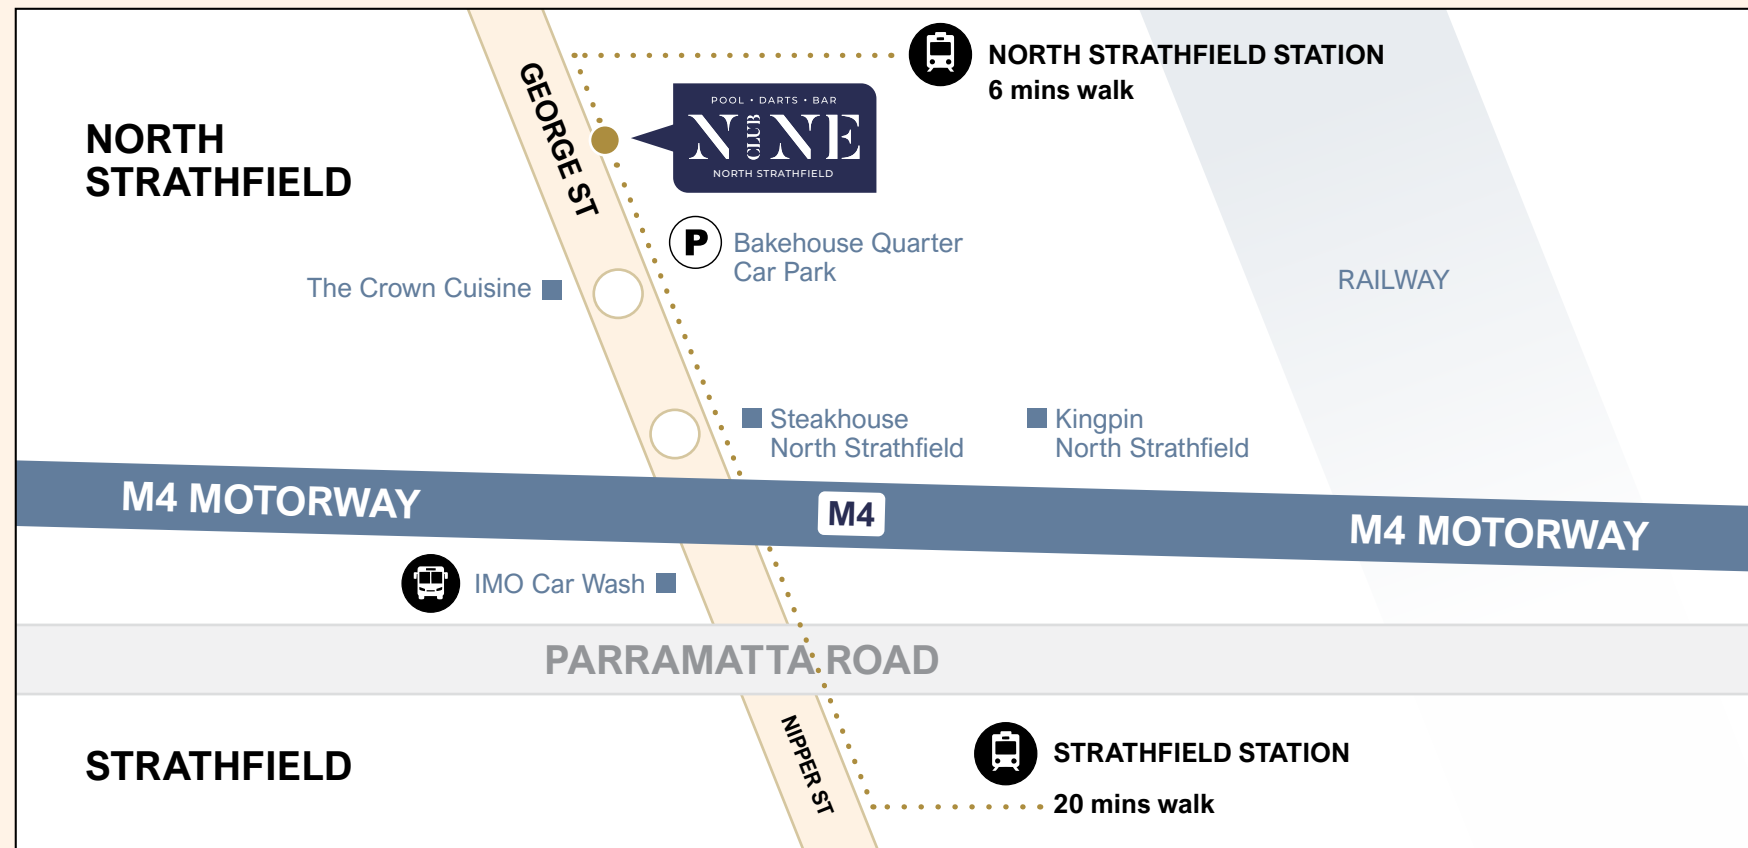 NORTH STRATHFIELD STATION
6 mins walk
GEORGE ST
POOL • DARTS • BAR
NINE
CLUB
NORTH STRATHFIELD
NORTH
STRATHFIELD
P
Bakehouse Quarter
Car Park
The Crown Cuisine
RAILWAY
Steakhouse
North Strathfield
Kingpin
North Strathfield
M4 MOTORWAY
M4
M4 MOTORWAY
IMO Car Wash
PARRAMATTA ROAD
NIPPER ST
STRATHFIELD
STRATHFIELD STATION
20 mins walk